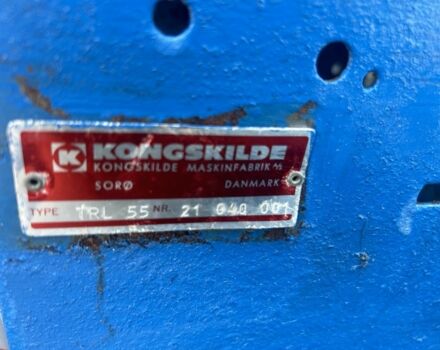 K KONGSKILDE
KONGSKILDE MASKINFABRIK A/S
SORØ DANMARK
TYPE TRL 55 NR. 21 040 001